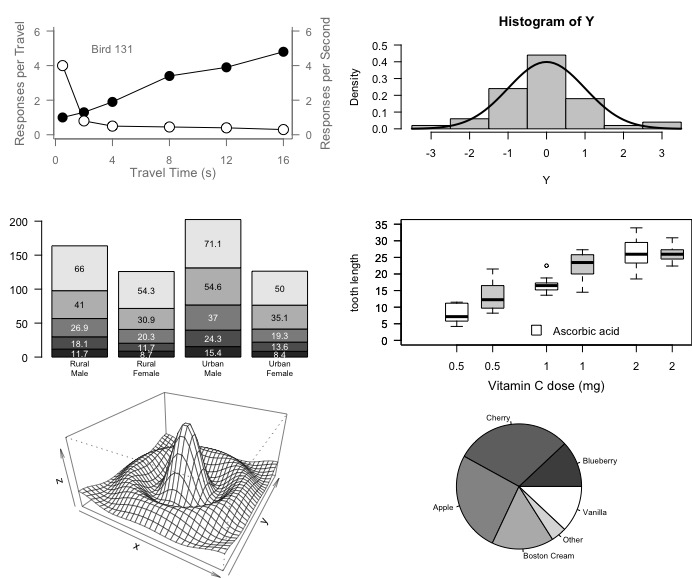 Bird 131
Responses per Travel
6
4
2
0
Responses per Second
6
4
2
0
0 4 8 12 16
Travel Time (s)
Histogram of Y
Density
0.5
0.4
0.3
0.2
0.1
0.0
-3 -2 -1 0 1 2 3
Y
200
150
100
50
0
66
41
26.9
18.1
11.7
54.3
30.9
20.3
11.7
8.7
71.1
54.6
37
24.3
15.4
50
35.1
19.3
13.6
8.4
Rural Male
Rural Female
Urban Male
Urban Female
tooth length
35
30
25
20
15
10
5
0
Ascorbic acid
0.5 0.5 1 1 2 2
Vitamin C dose (mg)
z
x
y
Cherry
Blueberry
Apple
Vanilla
Other
Boston Cream